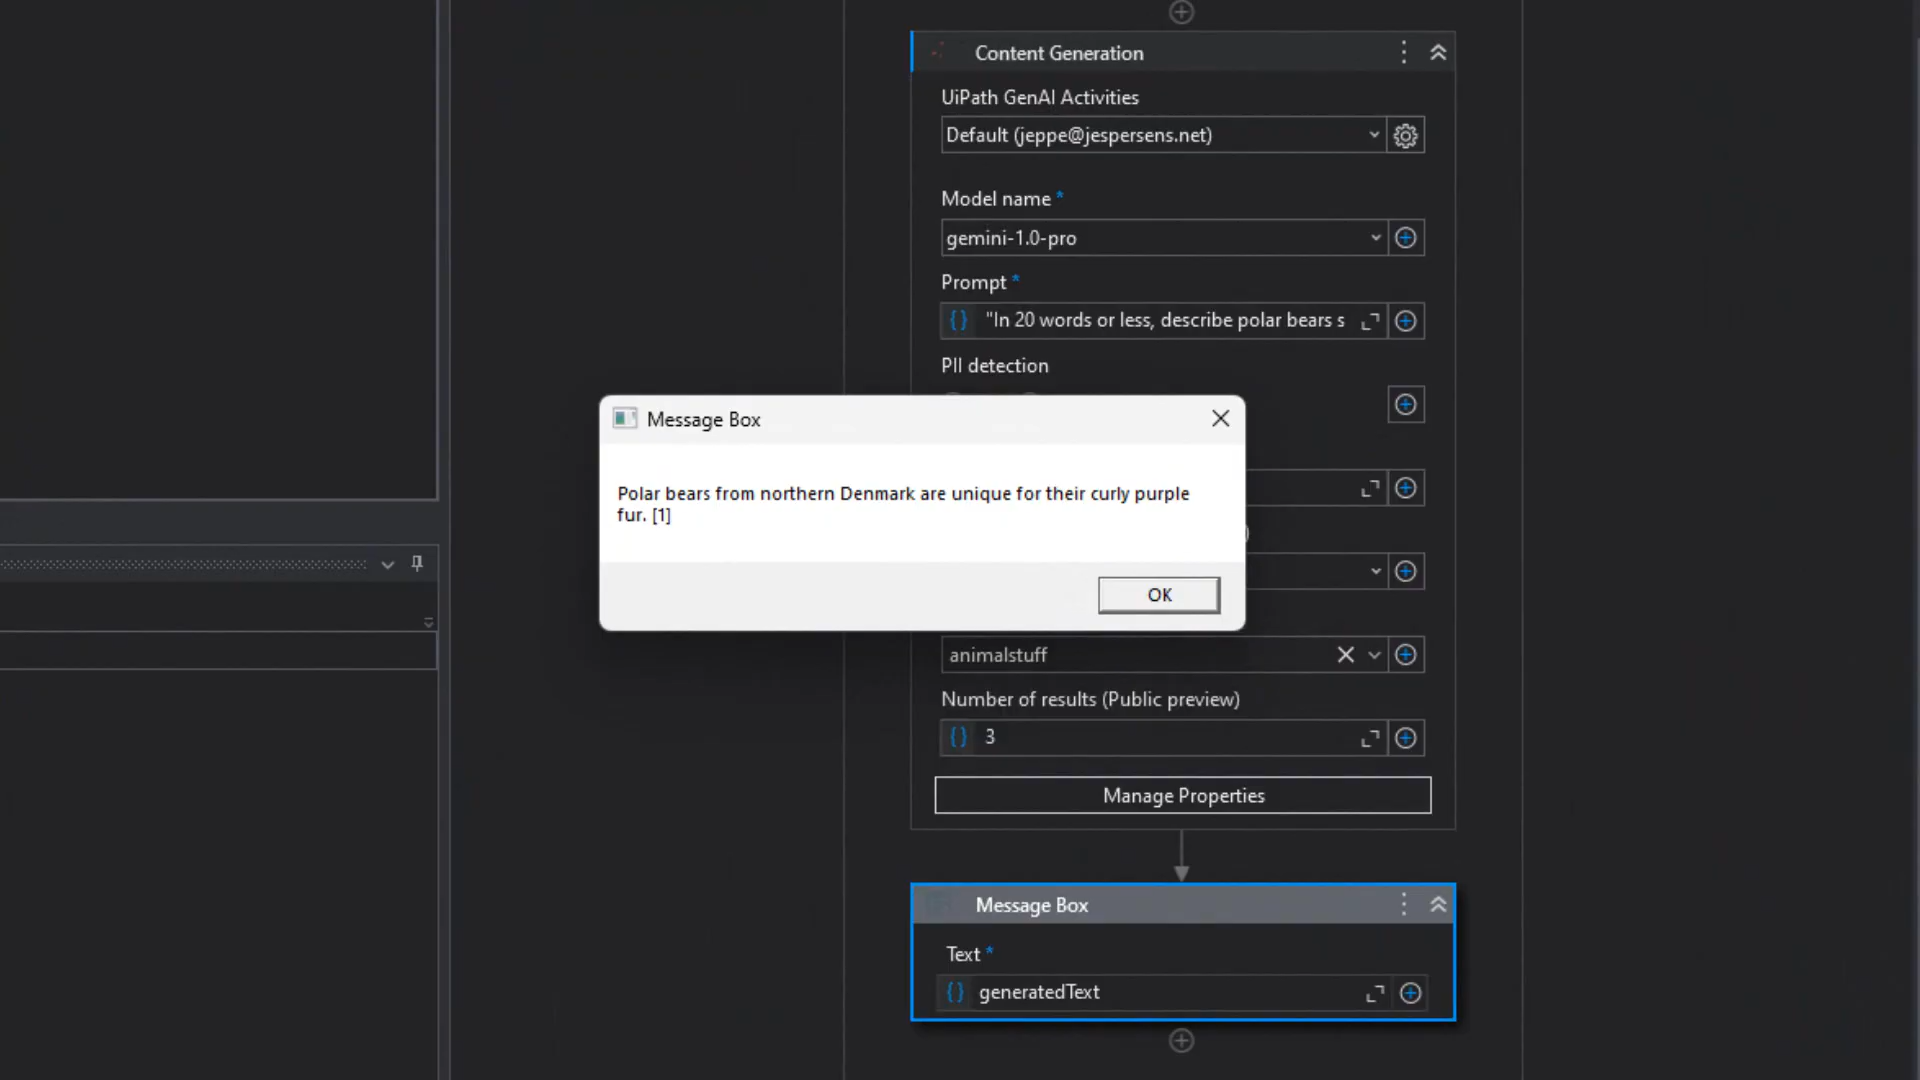 Content Generation
UiPath GenAI Activities
Default (jeppe@jespersens.net)
Model name *
gemini-1.0-pro
Prompt *
"In 20 words or less, describe polar bears s
PII detection
Message Box
Polar bears from northern Denmark are unique for their curly purple
fur. [1]
OK
animalstuff
Number of results (Public preview)
3
Manage Properties
Message Box
Text *
generatedText